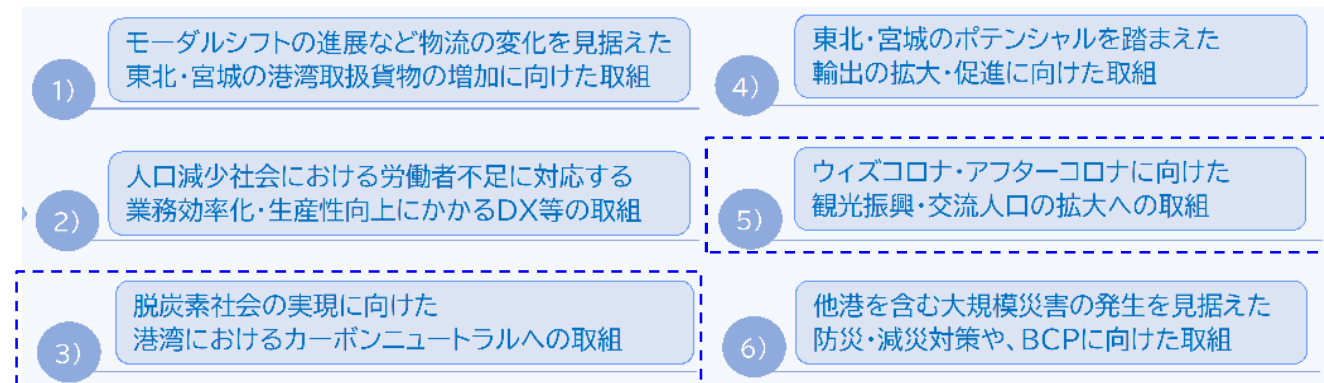 1)
モーダルシフトの進展など物流の変化を見据えた
東北・宮城の港湾取扱貨物の増加に向けた取組
2)
人口減少社会における労働者不足に対応する
業務効率化・生産性向上にかかるDX等の取組
3)
脱炭素社会の実現に向けた
港湾におけるカーボンニュートラルへの取組
4)
東北・宮城のポテンシャルを踏まえた
輸出の拡大・促進に向けた取組
5)
ウィズコロナ・アフターコロナに向けた
観光振興・交流人口の拡大への取組
6)
他港を含む大規模災害の発生を見据えた
防災・減災対策や、BCPに向けた取組